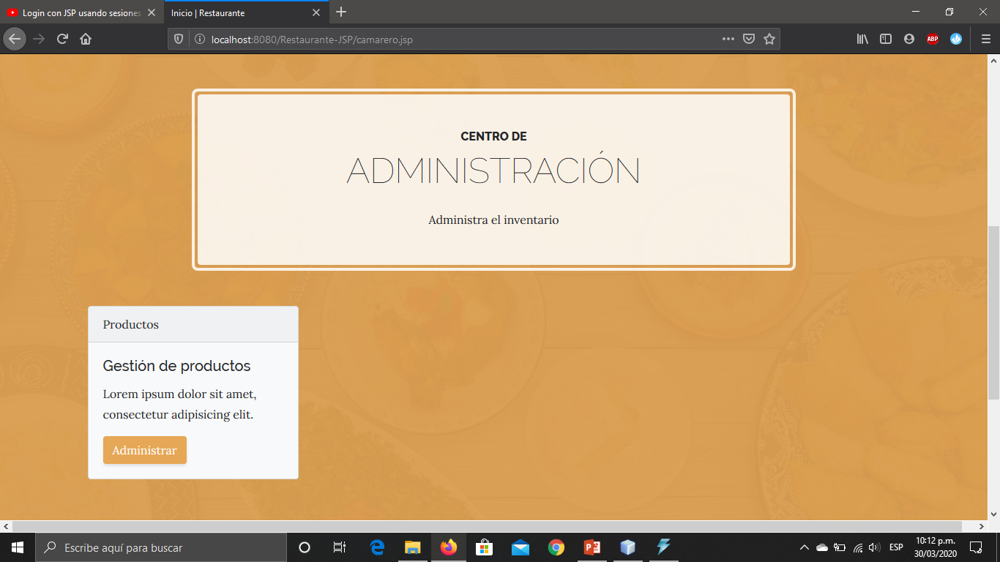 Login con JSP usando sesiones
Inicio | Restaurante
localhost:8080/Restaurante-JSP/camarero.jsp
ABP
CENTRO DE
ADMINISTRACIÓN
Administra el inventario
Productos
Gestión de productos
Lorem ipsum dolor sit amet,
consectetur adipisicing elit.
Administrar
Escribe aquí para buscar
ESP
10:12 p.m.
30/03/2020